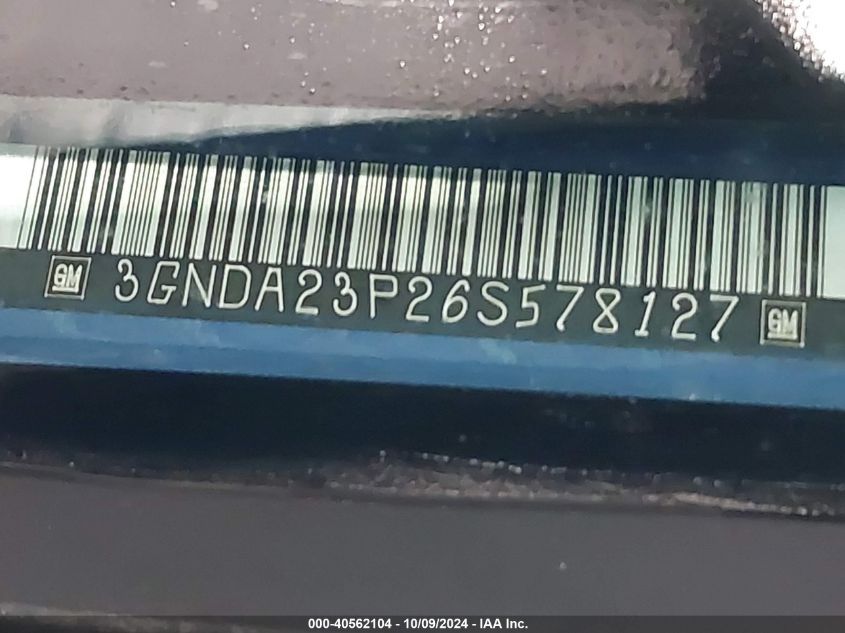 GM 3GNDA23P26S578127 GM
000-40562104 - 10/09/2024 - IAA Inc.